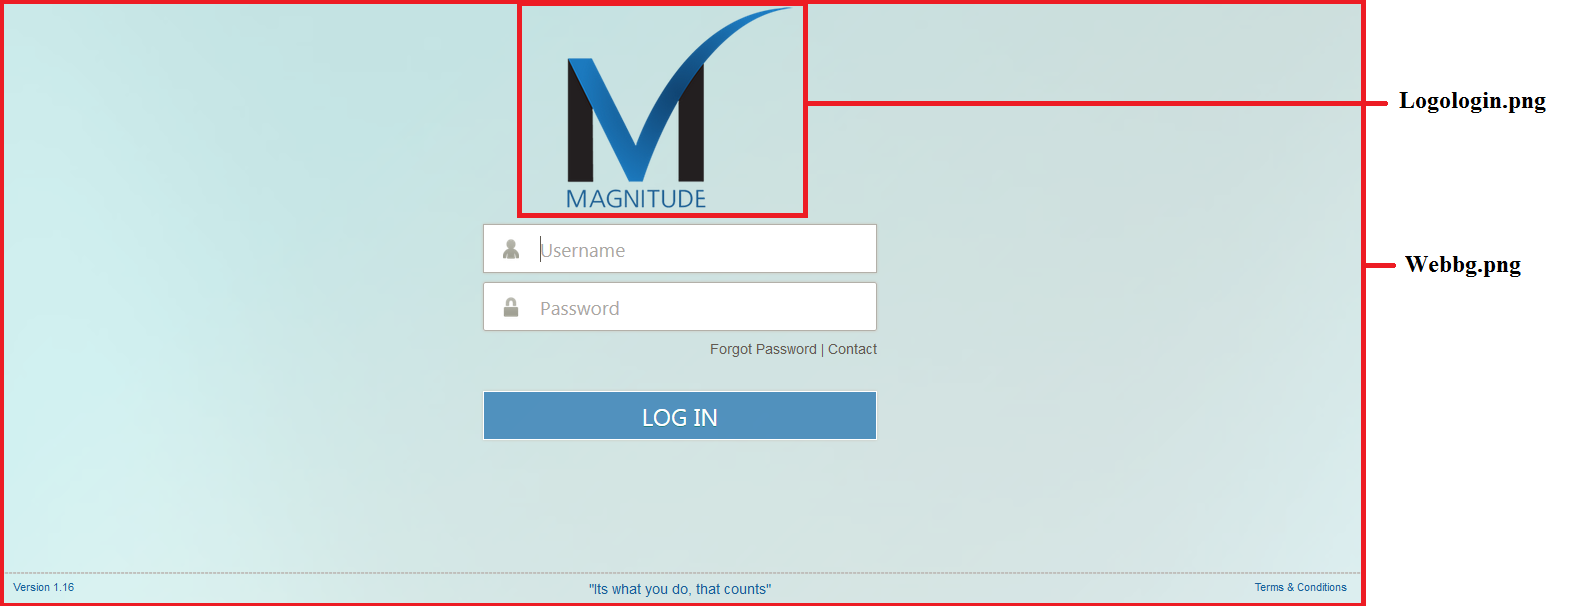 MAGNITUDE
Logologin.png
Username
Webbg.png
Password
Forgot Password | Contact
LOG IN
Version 1.16
"Its what you do, that counts"
Terms & Conditions